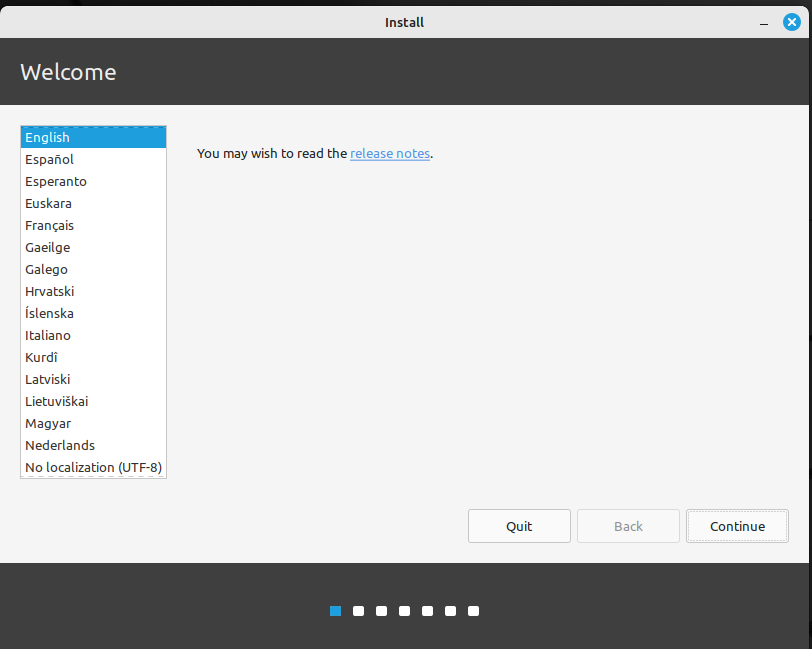 Install
Welcome
English
Español
Esperanto
Euskara
Français
Gaeilge
Galego
Hrvatski
Íslenska
Italiano
Kurdî
Latviski
Lietuviškai
Magyar
Nederlands
No localization (UTF-8)
You may wish to read the release notes.
Quit
Back
Continue